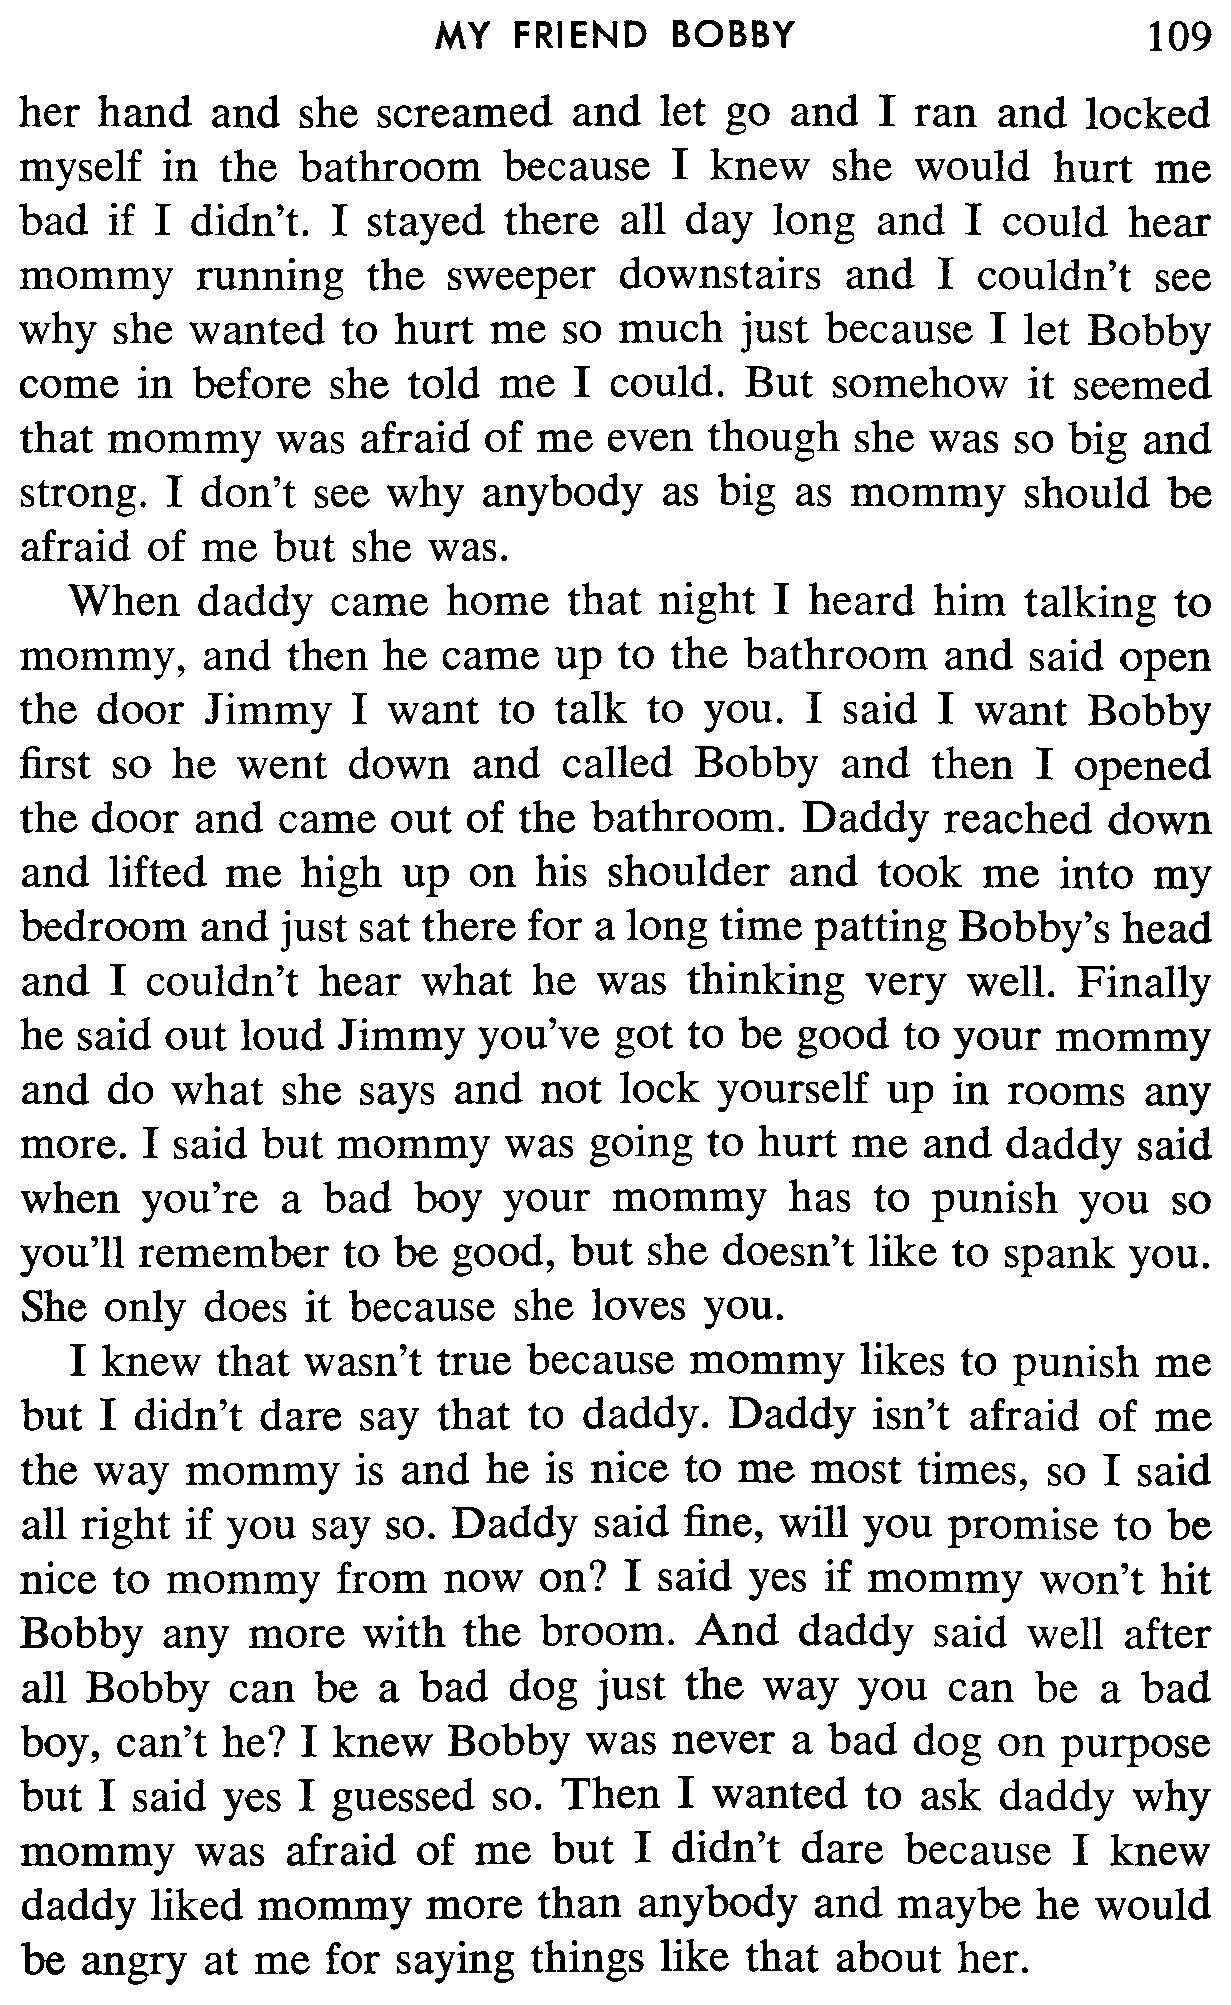 MY FRIEND BOBBY 109
her hand and she screamed and let go and I ran and locked
myself in the bathroom because I knew she would hurt me
bad if I didn't. I stayed there all day long and I could hear
mommy running the sweeper downstairs and I couldn't see
why she wanted to hurt me so much just because I let Bobby
come in before she told me I could. But somehow it seemed
that mommy was afraid of me even though she was so big and
strong. I don't see why anybody as big as mommy should be
afraid of me but she was.
When daddy came home that night I heard him talking to
mommy, and then he came up to the bathroom and said open
the door Jimmy I want to talk to you. I said I want Bobby
first so he went down and called Bobby and then I opened
the door and came out of the bathroom. Daddy reached down
and lifted me high up on his shoulder and took me into my
bedroom and just sat there for a long time patting Bobby's head
and I couldn't hear what he was thinking very well. Finally
he said out loud Jimmy you've got to be good to your mommy
and do what she says and not lock yourself up in rooms any
more. I said but mommy was going to hurt me and daddy said
when you're a bad boy your mommy has to punish you so
you'll remember to be good, but she doesn't like to spank you.
She only does it because she loves you.
I knew that wasn't true because mommy likes to punish me
but I didn't dare say that to daddy. Daddy isn't afraid of me
the way mommy is and he is nice to me most times, so I said
all right if you say so. Daddy said fine, will you promise to be
nice to mommy from now on? I said yes if mommy won't hit
Bobby any more with the broom. And daddy said well after
all Bobby can be a bad dog just the way you can be a bad
boy, can't he? I knew Bobby was never a bad dog on purpose
but I said yes I guessed so. Then I wanted to ask daddy why
mommy was afraid of me but I didn't dare because I knew
daddy liked mommy more than anybody and maybe he would
be angry at me for saying things like that about her.